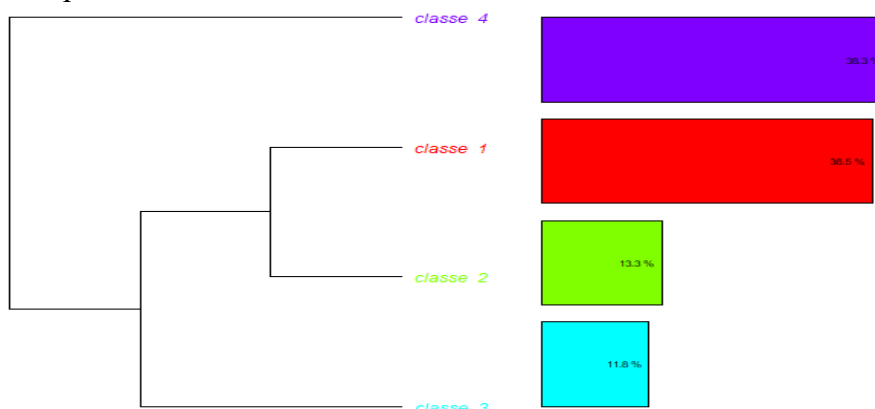 classe 4
38.3 %
classe 1
36.5 %
classe 2
13.3 %
classe 3
11.8 %